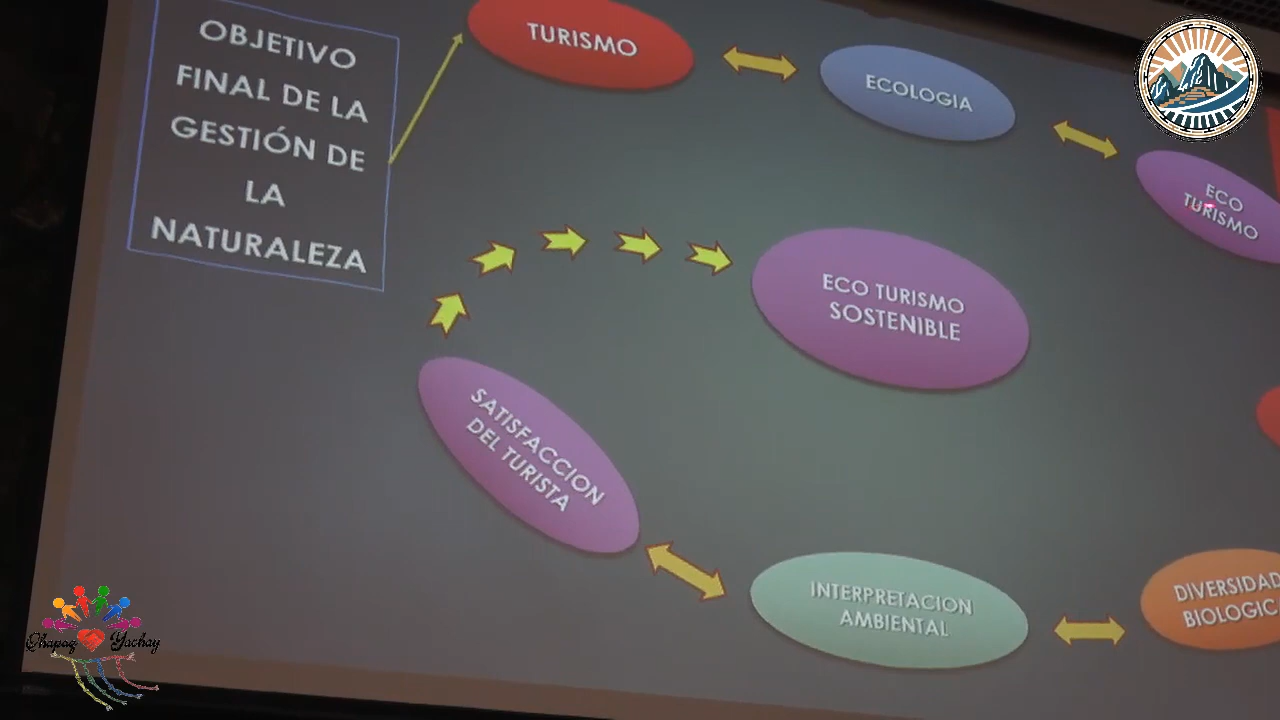 OBJETIVO
FINAL DE LA
GESTIÓN DE
LA
NATURALEZA
TURISMO
ECOLOGIA
ECO
TURISMO
ECO TURISMO
SOSTENIBLE
SATISFACCION
DEL TURISTA
INTERPRETACION
AMBIENTAL
DIVERSIDAD
BIOLOGIC
Qhapaq Yachay